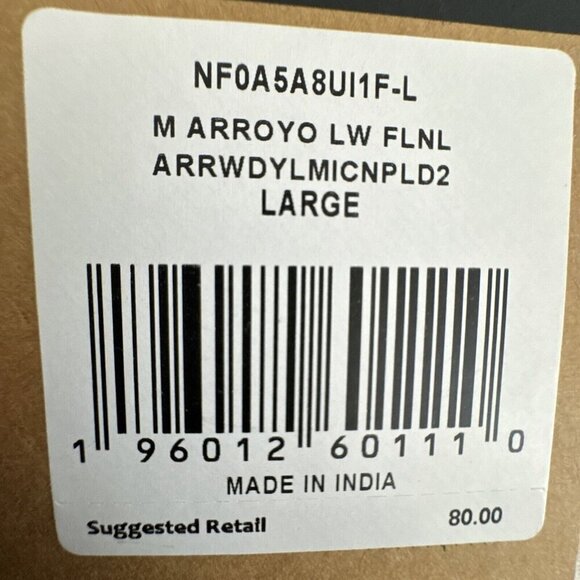 NF0A5A8UI1F-L
M ARROYO LW FLNL
ARRWDYLMICNPLD2
LARGE
1 96012 60111 0
MADE IN INDIA
Suggested Retail 80.00